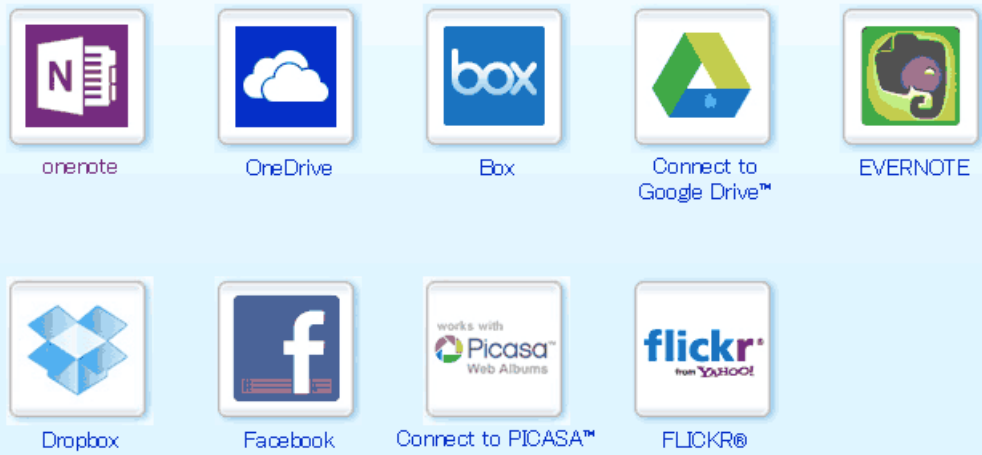 N
box
onenote
OneDrive
Box
Connect to
Google Drive™
EVERNOTE
f
works with
Picasa™
Web Albums
flickr
from YAHOO!
Dropbox
Facebook
Connect to PICASA™
FLICKR®